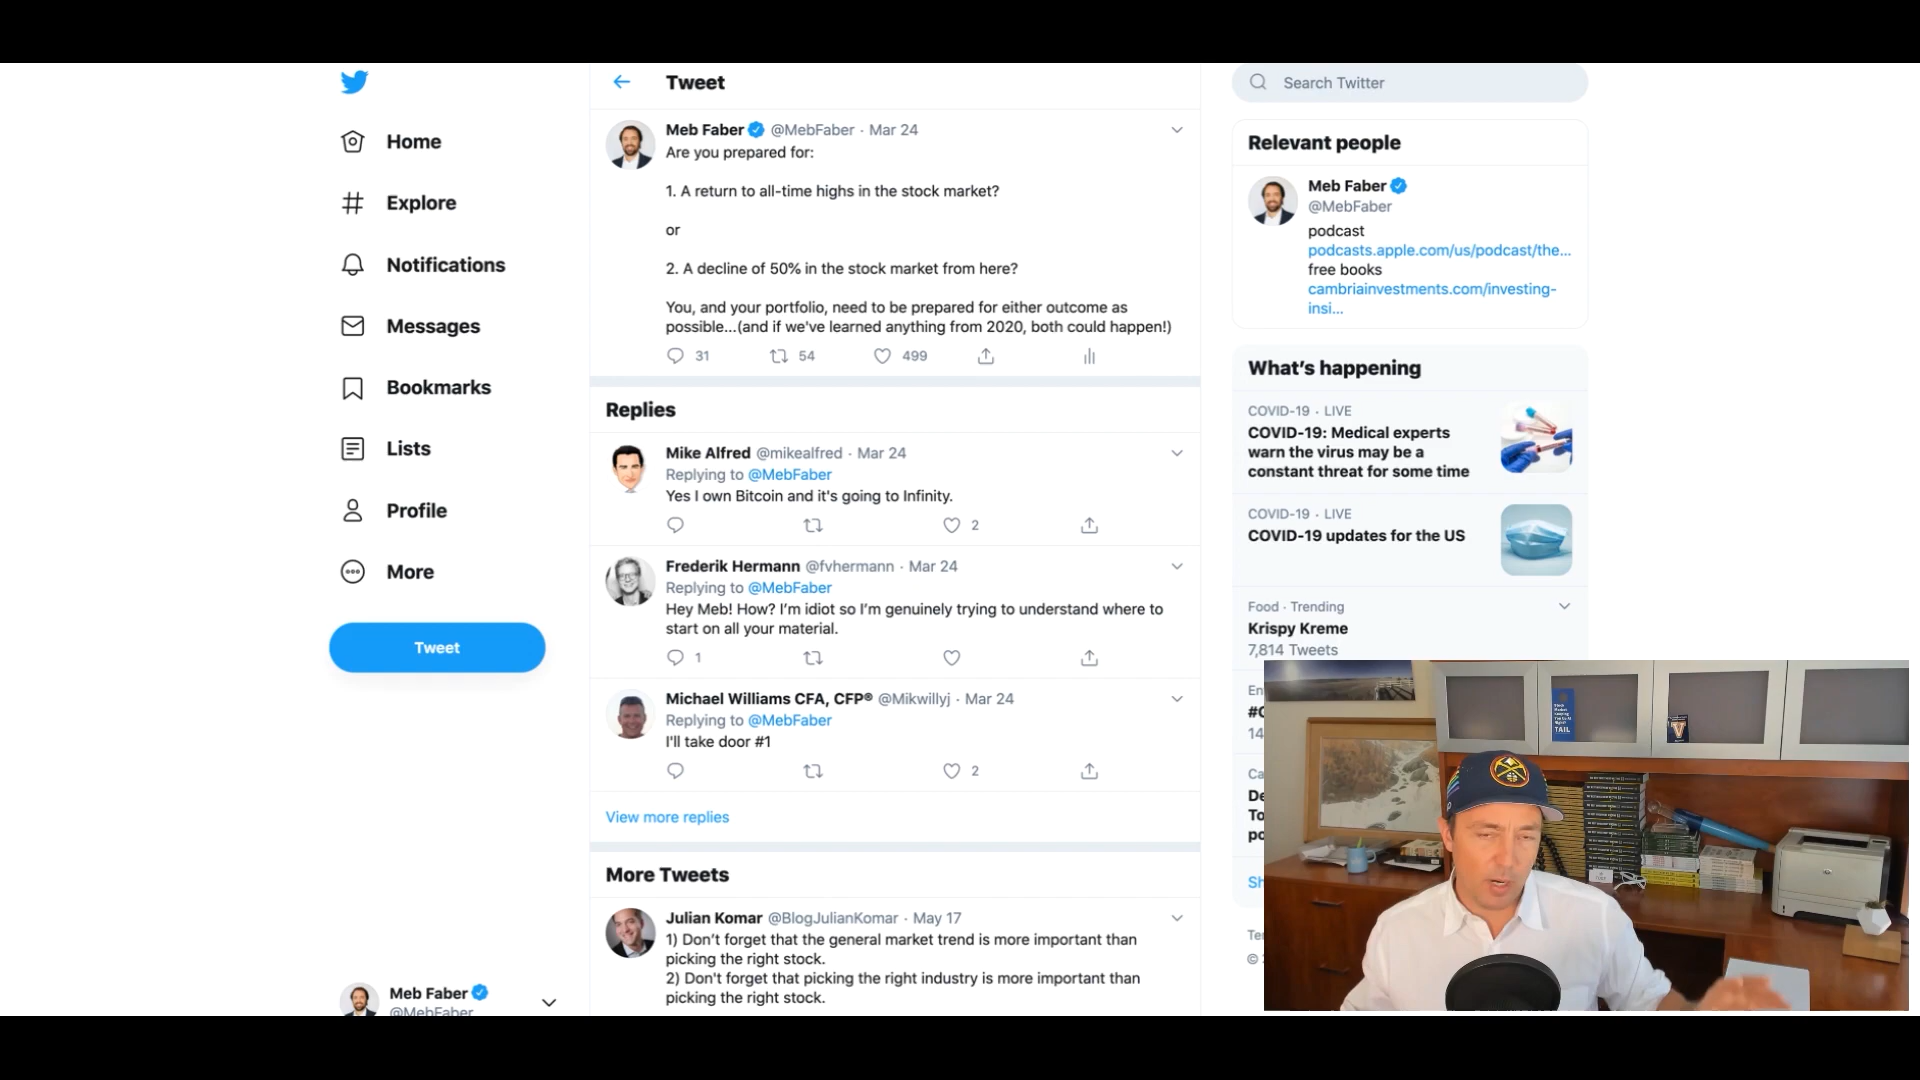 Home
Explore
Notifications
Messages
Bookmarks
Lists
Profile
More
Tweet
Meb Faber
@MebFaber
Tweet
Meb Faber @MebFaber · Mar 24
Are you prepared for:
1. A return to all-time highs in the stock market?
or
2. A decline of 50% in the stock market from here?
You, and your portfolio, need to be prepared for either outcome as
possible...(and if we've learned anything from 2020, both could happen!)
31 54 499
Replies
Mike Alfred @mikealfred · Mar 24
Replying to @MebFaber
Yes I own Bitcoin and it's going to Infinity.
2
Frederik Hermann @fvhermann · Mar 24
Replying to @MebFaber
Hey Meb! How? I'm idiot so I'm genuinely trying to understand where to
start on all your material.
1
Michael Williams CFA, CFP® @Mikwillyj · Mar 24
Replying to @MebFaber
I'll take door #1
2
View more replies
More Tweets
Julian Komar @BlogJulianKomar · May 17
1) Don't forget that the general market trend is more important than
picking the right stock.
2) Don't forget that picking the right industry is more important than
picking the right stock.
Search Twitter
Relevant people
Meb Faber
@MebFaber
podcast
podcasts.apple.com/us/podcast/the...
free books
cambriainvestments.com/investing-
insi...
What's happening
COVID-19 · LIVE
COVID-19: Medical experts
warn the virus may be a
constant threat for some time
COVID-19 · LIVE
COVID-19 updates for the US
Food · Trending
Krispy Kreme
7,814 Tweets
TAIL
V